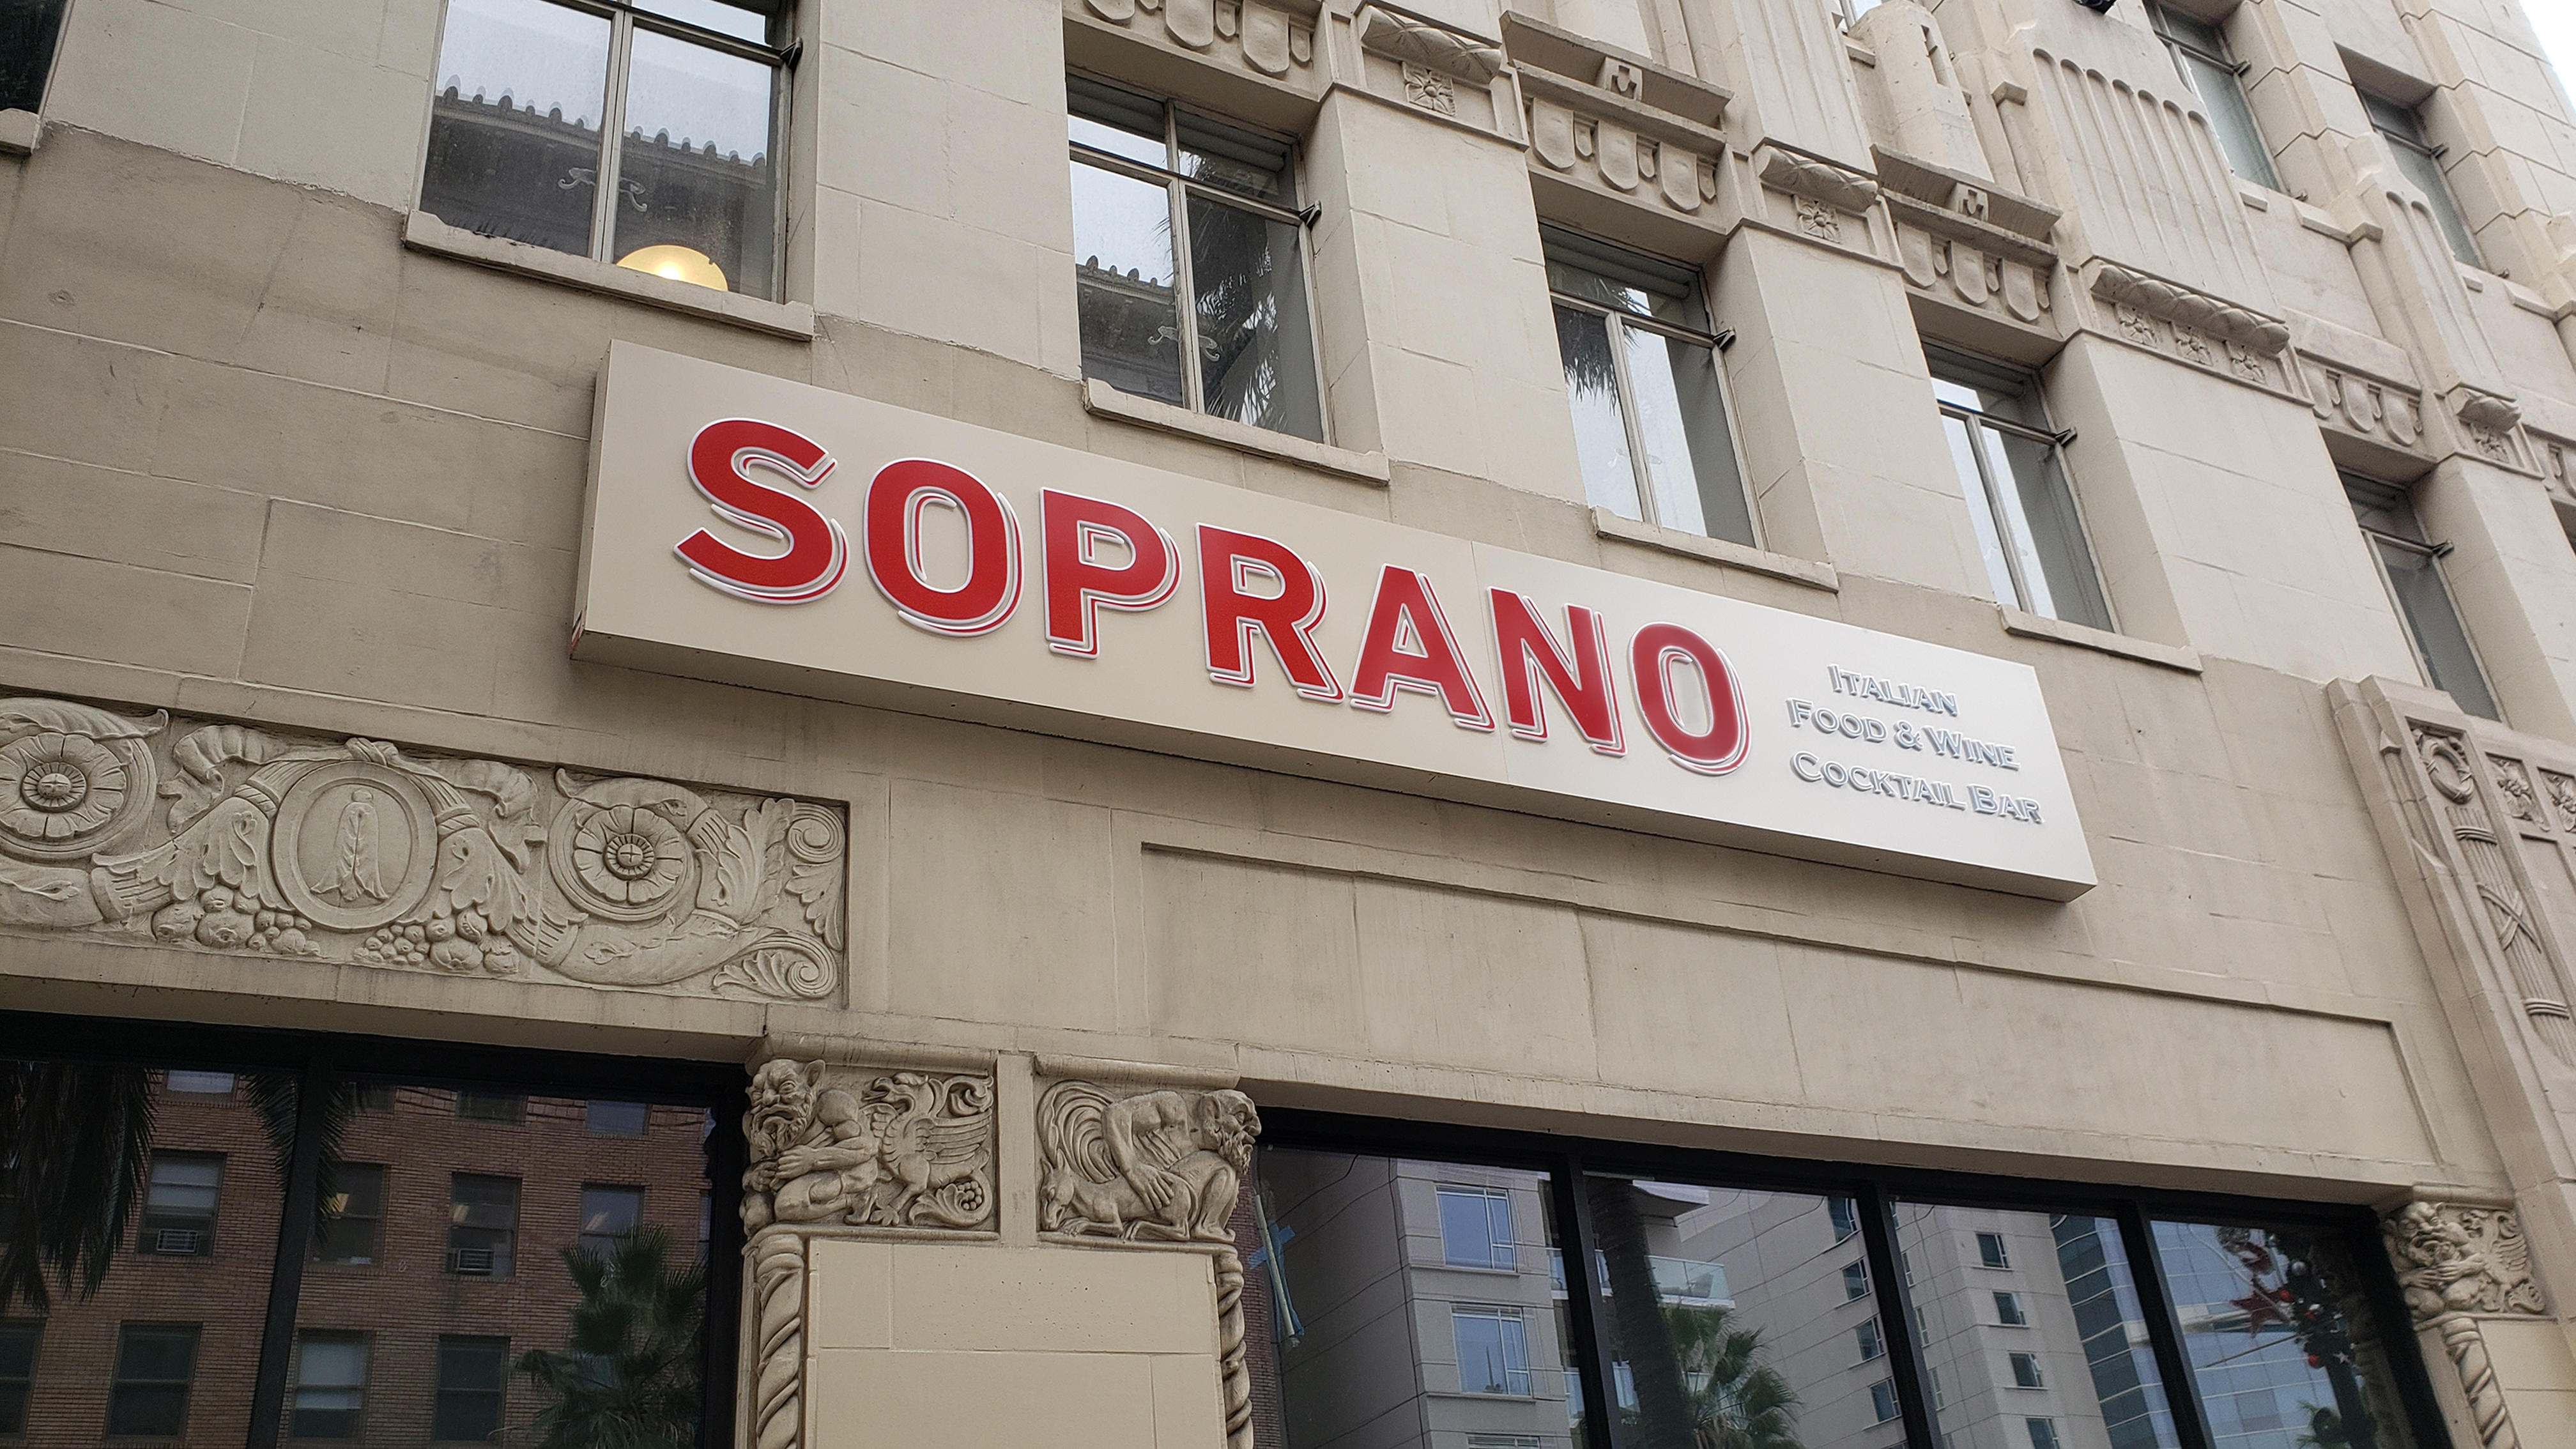 SOPRANO
ITALIAN
FOOD & WINE
COCKTAIL BAR